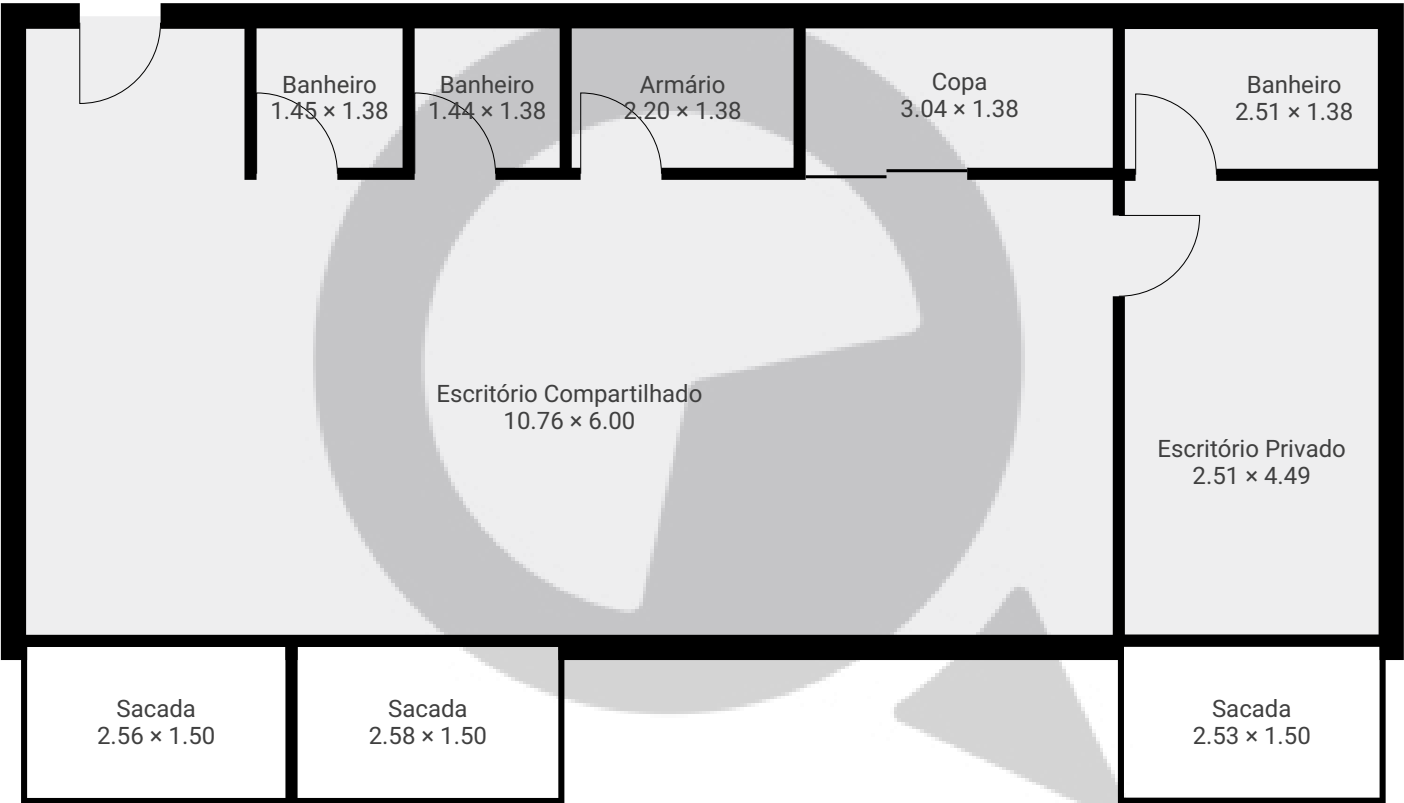 Banheiro
1.45 × 1.38
Banheiro
1.44 × 1.38
Armário
2.20 × 1.38
Copa
3.04 × 1.38
Banheiro
2.51 × 1.38
Escritório Compartilhado
10.76 × 6.00
Escritório Privado
2.51 × 4.49
Sacada
2.56 × 1.50
Sacada
2.58 × 1.50
Sacada
2.53 × 1.50